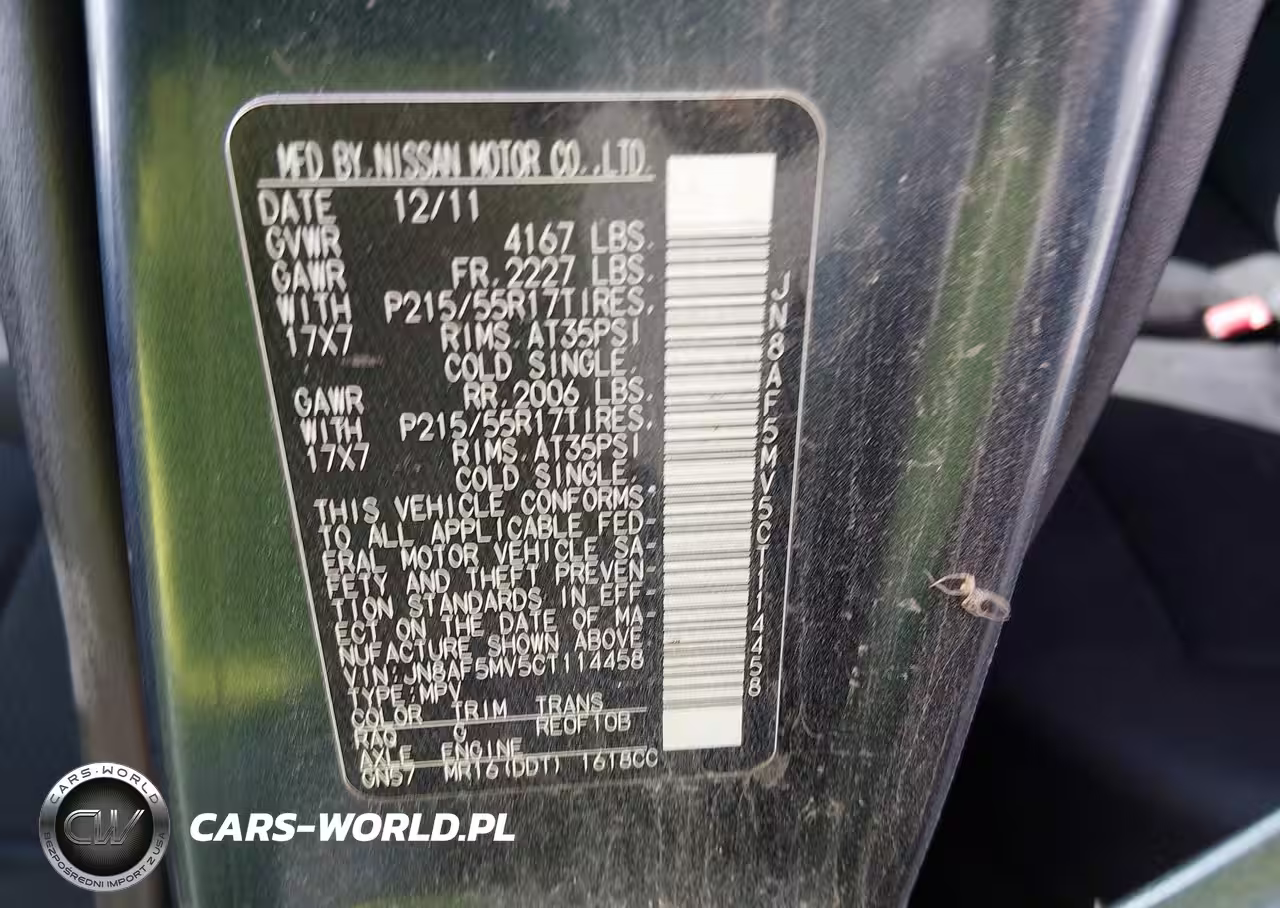 MFD BY.NISSAN MOTOR CO.,LTD.
DATE 12/11
GVWR 4167 LBS.
GAWR FR.2227 LBS.
WITH P215/55R17TIRES.
17X7 RIMS.AT35PSI
COLD SINGLE.
GAWR RR.2006 LBS.
WITH P215/55R17TIRES.
17X7 RIMS.AT35PSI
COLD SINGLE.
THIS VEHICLE CONFORMS
TO ALL APPLICABLE FED-
ERAL MOTOR VEHICLE SA-
FETY AND THEFT PREVEN-
TION STANDARDS IN EFF-
ECT ON THE DATE OF MA-
NUFACTURE SHOWN ABOVE
VIN:JN8AF5MV5CT114458
TYPE:MPV
COLOR TRIM TRANS
RAQ G RE0F10B
AXLE ENGINE
GN57 MR16(DDT) 1618CC
JN8AF5MV5CT114458
CARS-WORLD
CW
BEZPOŚREDNI IMPORT Z USA
CARS-WORLD.PL